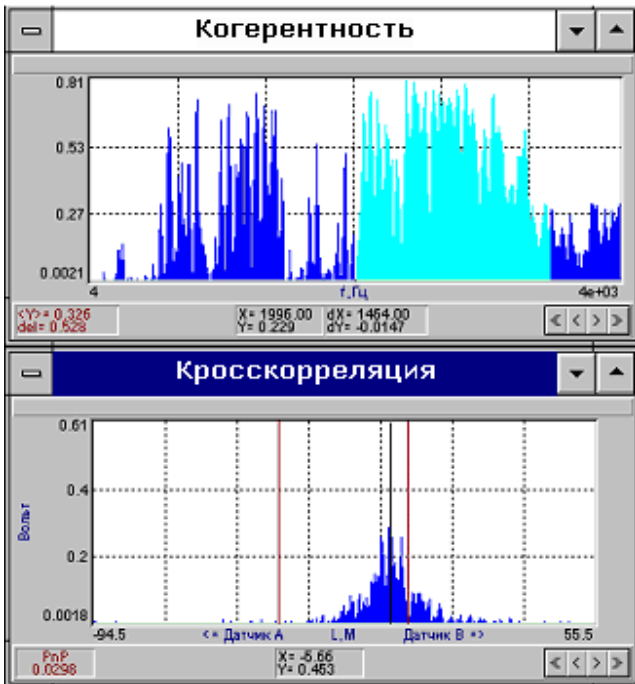 Когерентность
0.81
0.53
0.27
0.0021
4 f,Гц 4e+03
<Y>= 0.326 X= 1996.00 dX= 1464.00
del= 0.528 Y= 0.229 dY= -0.0147
Кросскорреляция
0.61
0.4
Вольт
0.2
0.0018
-94.5 <= Датчик A L,М Датчик B => 55.5
РпР X= -5.66
0.0298 Y= 0.453